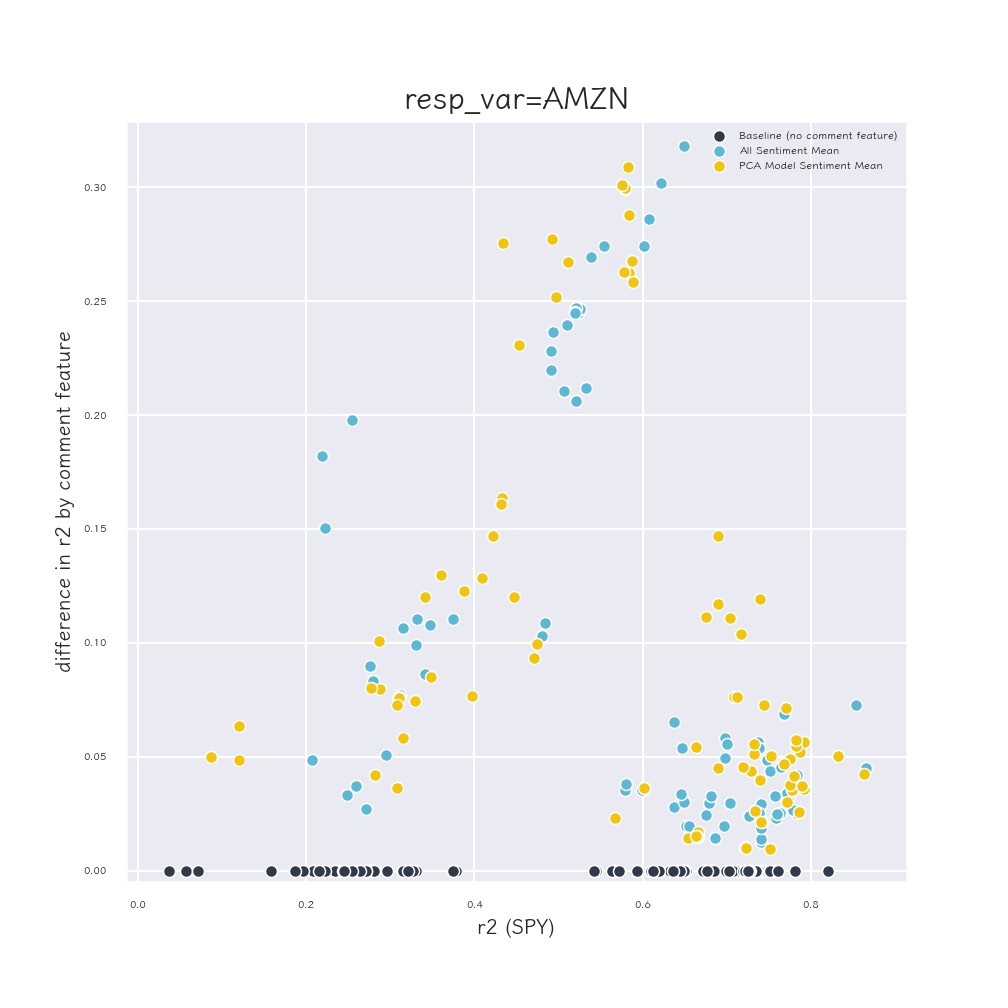 resp_var=AMZN
Baseline (no comment feature)
All Sentiment Mean
PCA Model Sentiment Mean
difference in r2 by comment feature
0.30
0.25
0.20
0.15
0.10
0.05
0.00
0.0 0.2 0.4 0.6 0.8
r2 (SPY)